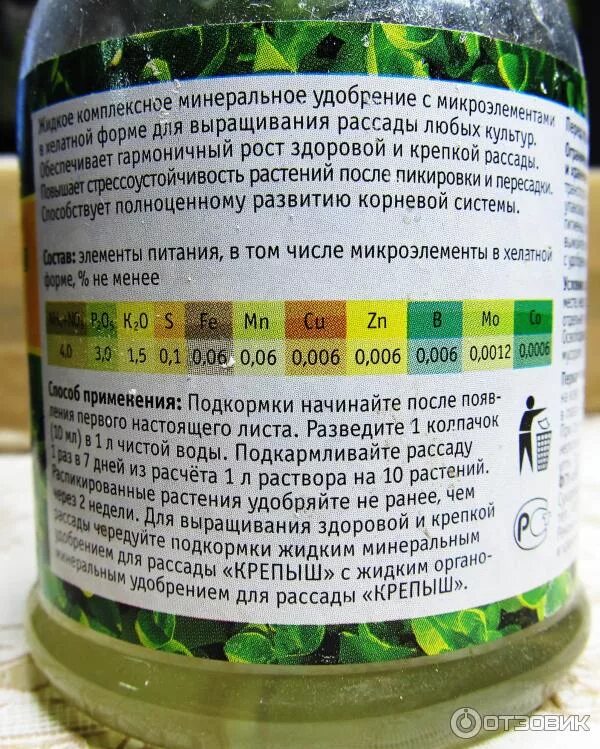 Жидкое комплексное минеральное удобрение с микроэлементами
в хелатной форме для выращивания рассады любых культур.
Обеспечивает гармоничный рост здоровой и крепкой рассады.
Повышает стрессоустойчивость растений после пикировки и пересадки.
Способствует полноценному развитию корневой системы.
Состав: элементы питания, в том числе микроэлементы в хелатной
форме, % не менее
NH₄+NO₃ P₂O₅ K₂O S Fe Mn Cu Zn B Mo Co
4.0 3,0 1,5 0,1 0,06 0,06 0,006 0,006 0,006 0,0012 0,0006
Способ применения: Подкормки начинайте после появ-
ления первого настоящего листа. Разведите 1 колпачок
(10 мл) в 1 л чистой воды. Подкармливайте рассаду
1 раз в 7 дней из расчёта 1 л раствора на 10 растений.
Распикированные растения удобряйте не ранее, чем
через 2 недели. Для выращивания здоровой и крепкой
рассады чередуйте подкормки жидким минеральным
удобрением для рассады «КРЕПЫШ» с жидким органо-
минеральным удобрением для рассады «КРЕПЫШ».
РС
ОТЗОВИК